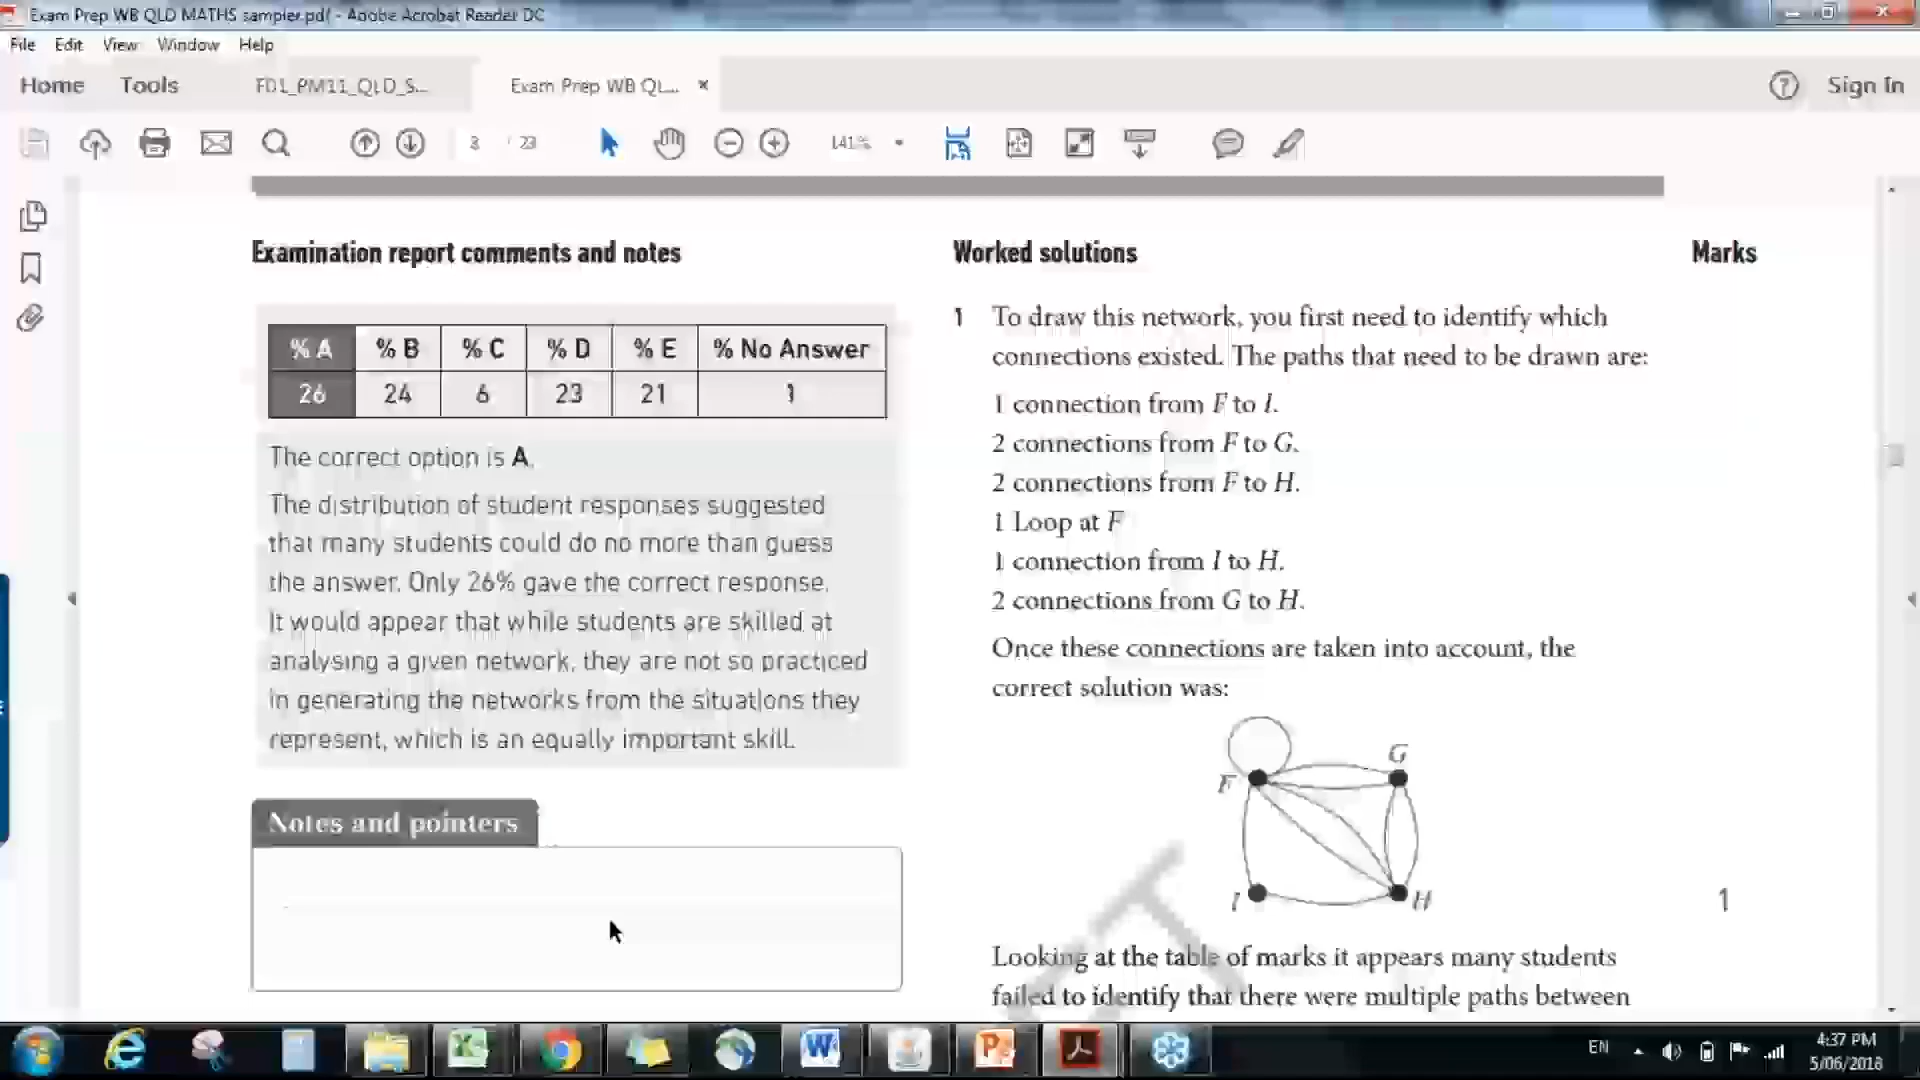 Exam Prep WB QLD MATHS sampler.pdf - Adobe Acrobat Reader DC
File Edit View Window Help
Home Tools FD1_PM11_QLD_S... Exam Prep WB QL... × ? Sign In
3 / 23 141%
Examination report comments and notes
% A % B % C % D % E % No Answer
26 24 6 23 21 1
The correct option is A.
The distribution of student responses suggested
that many students could do no more than guess
the answer. Only 26% gave the correct response.
It would appear that while students are skilled at
analysing a given network, they are not so practiced
in generating the networks from the situations they
represent, which is an equally important skill.
Notes and pointers
Worked solutions Marks
1 To draw this network, you first need to identify which
connections existed. The paths that need to be drawn are:
1 connection from F to I.
2 connections from F to G.
2 connections from F to H.
1 Loop at F
1 connection from I to H.
2 connections from G to H.
Once these connections are taken into account, the
correct solution was:
G
F
I H 1
Looking at the table of marks it appears many students
failed to identify that there were multiple paths between
EN 4:37 PM
5/06/2018